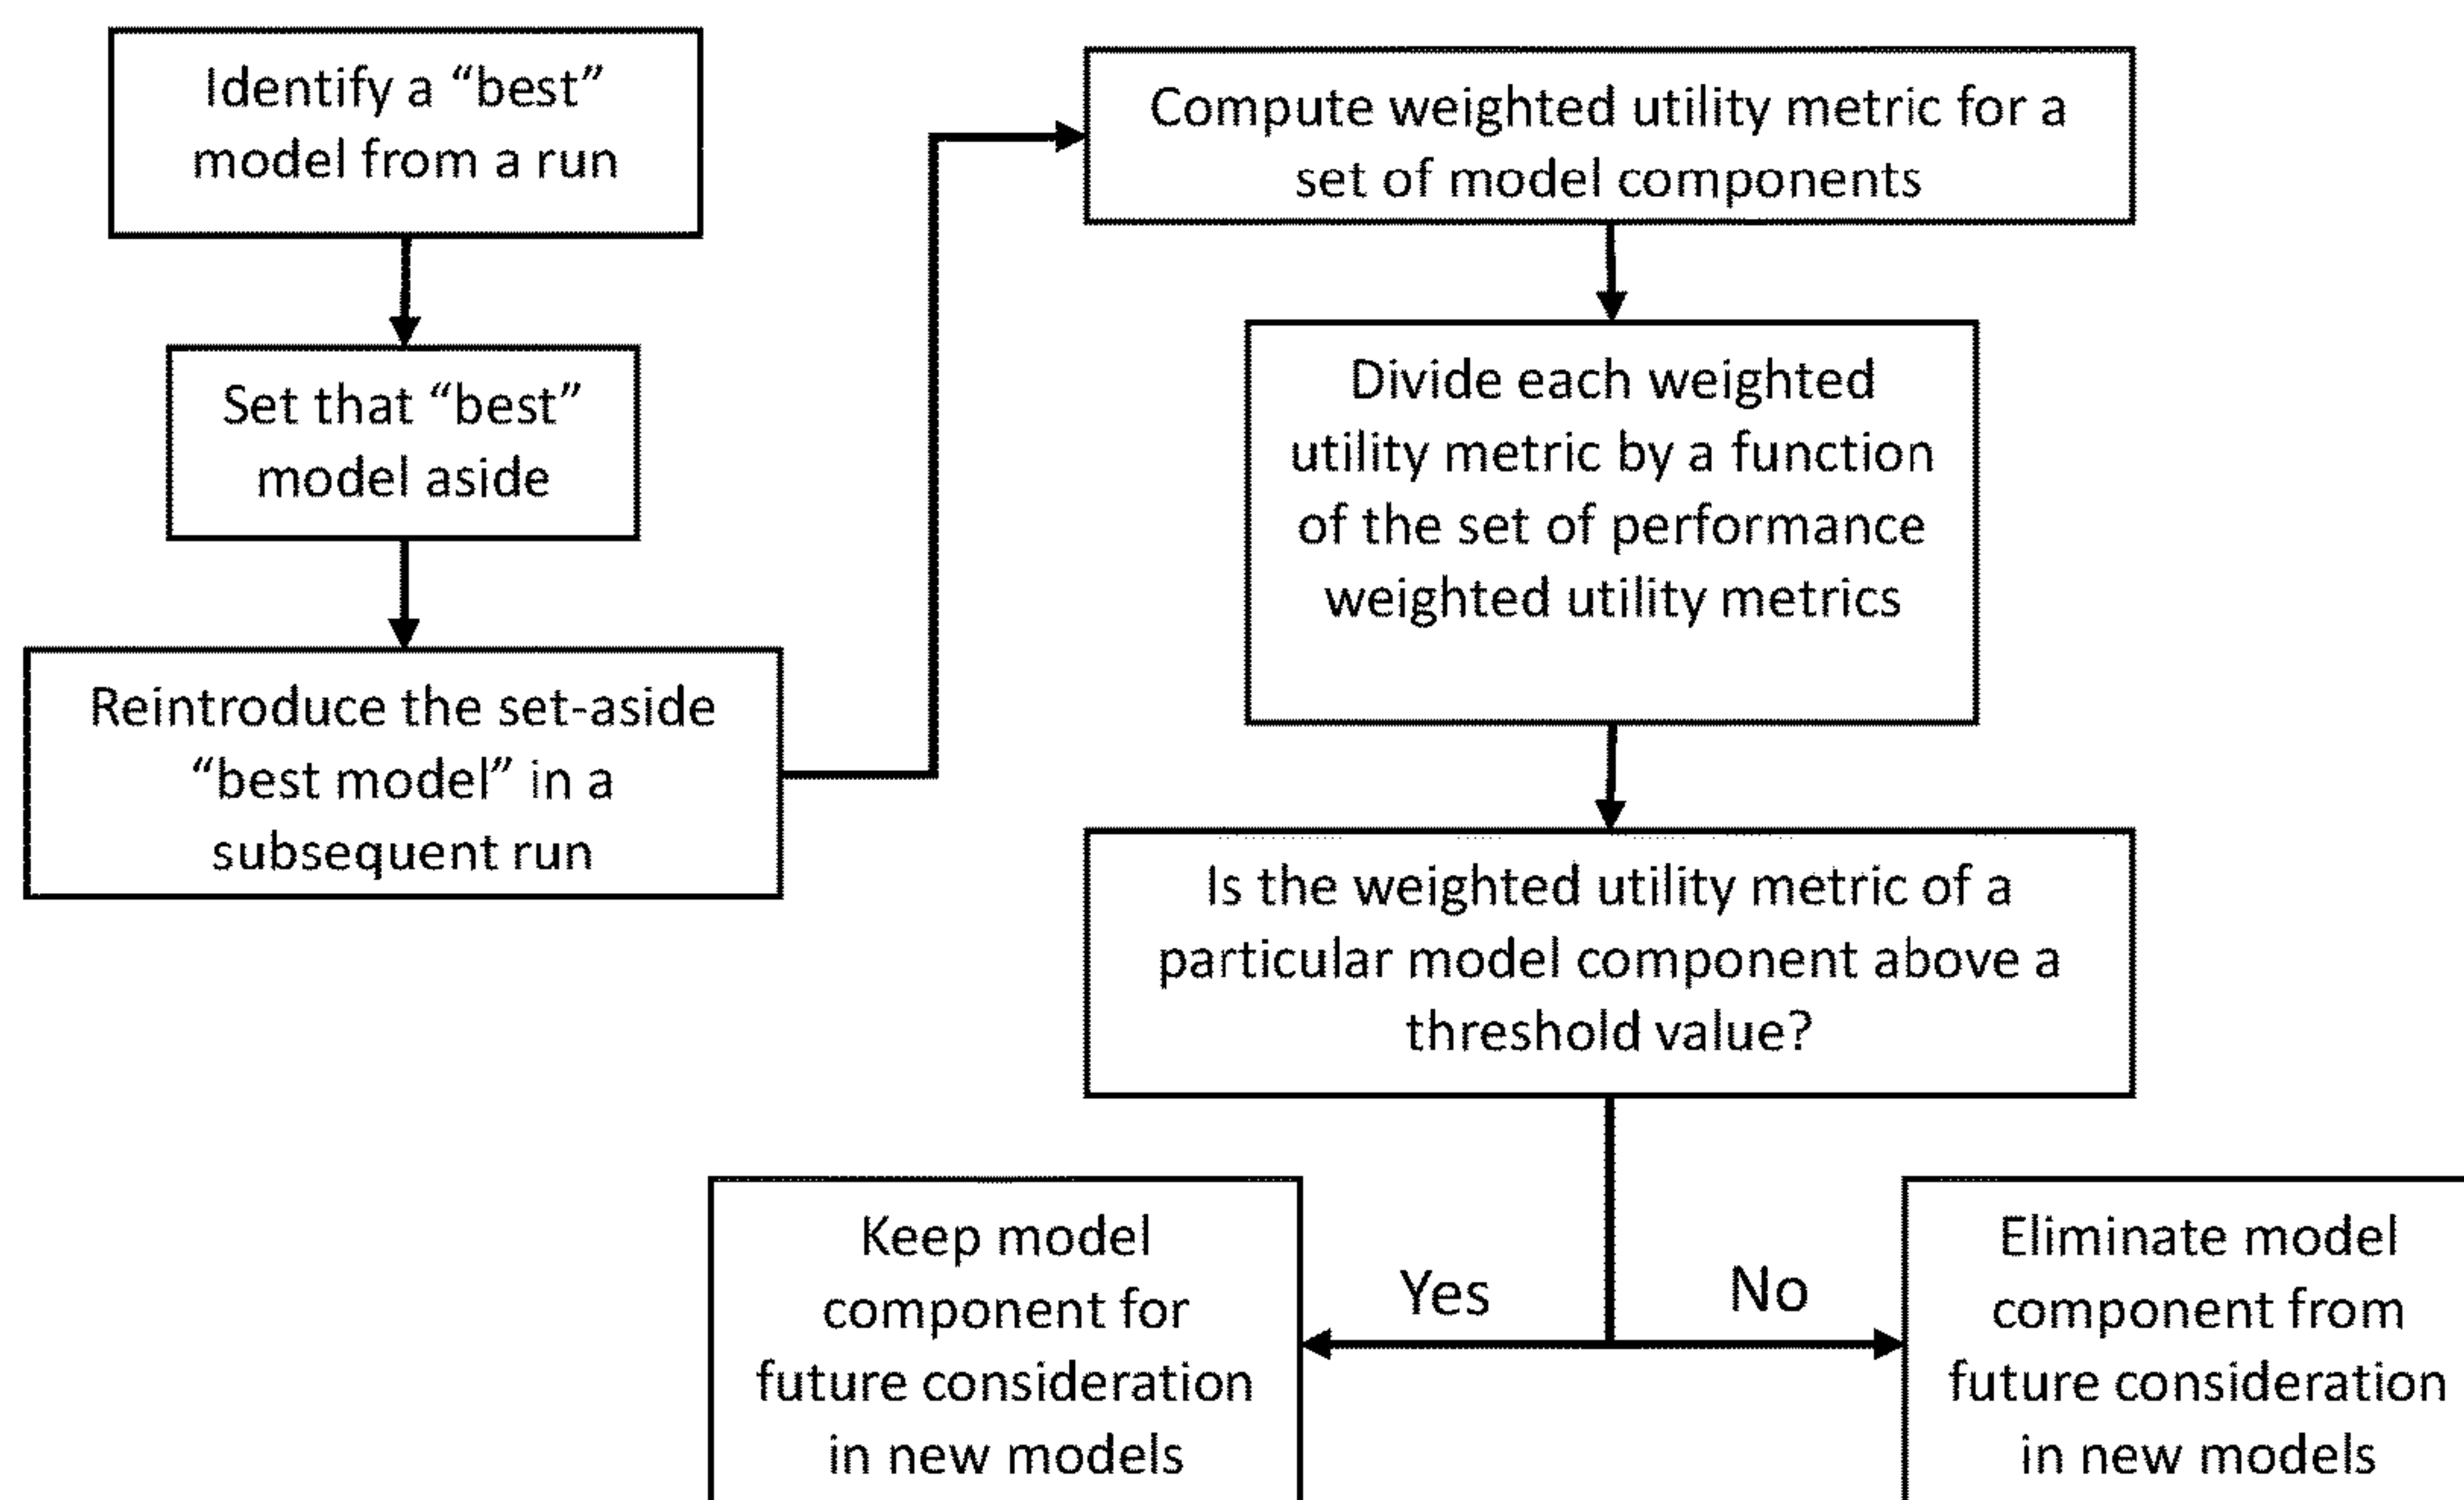 Identify a “best”
model from a run
Set that “best”
model aside
Reintroduce the set-aside
“best model” in a
subsequent run
Compute weighted utility metric for a
set of model components
Divide each weighted
utility metric by a function
of the set of performance
weighted utility metrics
Is the weighted utility metric of a
particular model component above a
threshold value?
Yes
No
Keep model
component for
future consideration
in new models
Eliminate model
component from
future consideration
in new models